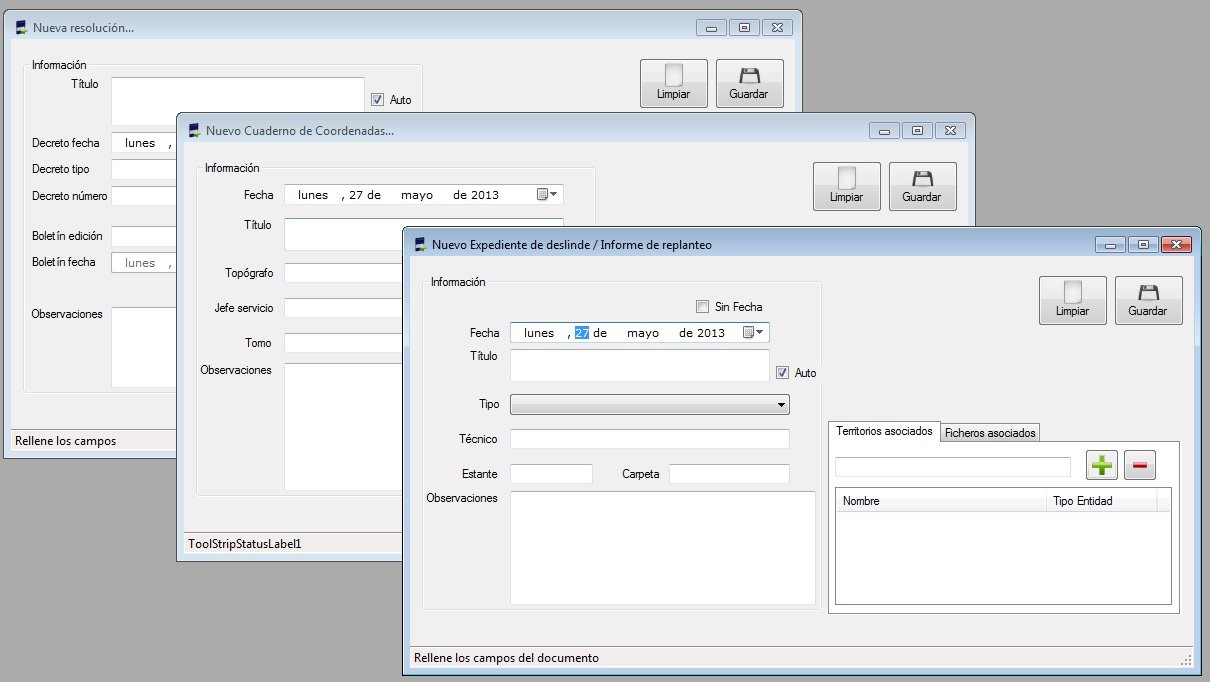 Nueva resolución...
Información
Título
Auto
Limpiar
Guardar
Decreto fecha
lunes ,
Decreto tipo
Decreto número
Boletín edición
Boletín fecha
lunes ,
Observaciones
Rellene los campos
Nuevo Cuaderno de Coordenadas...
Información
Fecha
lunes , 27 de mayo de 2013
Título
Limpiar
Guardar
Topógrafo
Jefe servicio
Tomo
Observaciones
ToolStripStatusLabel1
Nuevo Expediente de deslinde / Informe de replanteo
Información
Sin Fecha
Limpiar
Guardar
Fecha
lunes , 27 de mayo de 2013
Título
Auto
Tipo
Técnico
Estante
Carpeta
Observaciones
Territorios asociados
Ficheros asociados
Nombre
Tipo Entidad
Rellene los campos del documento